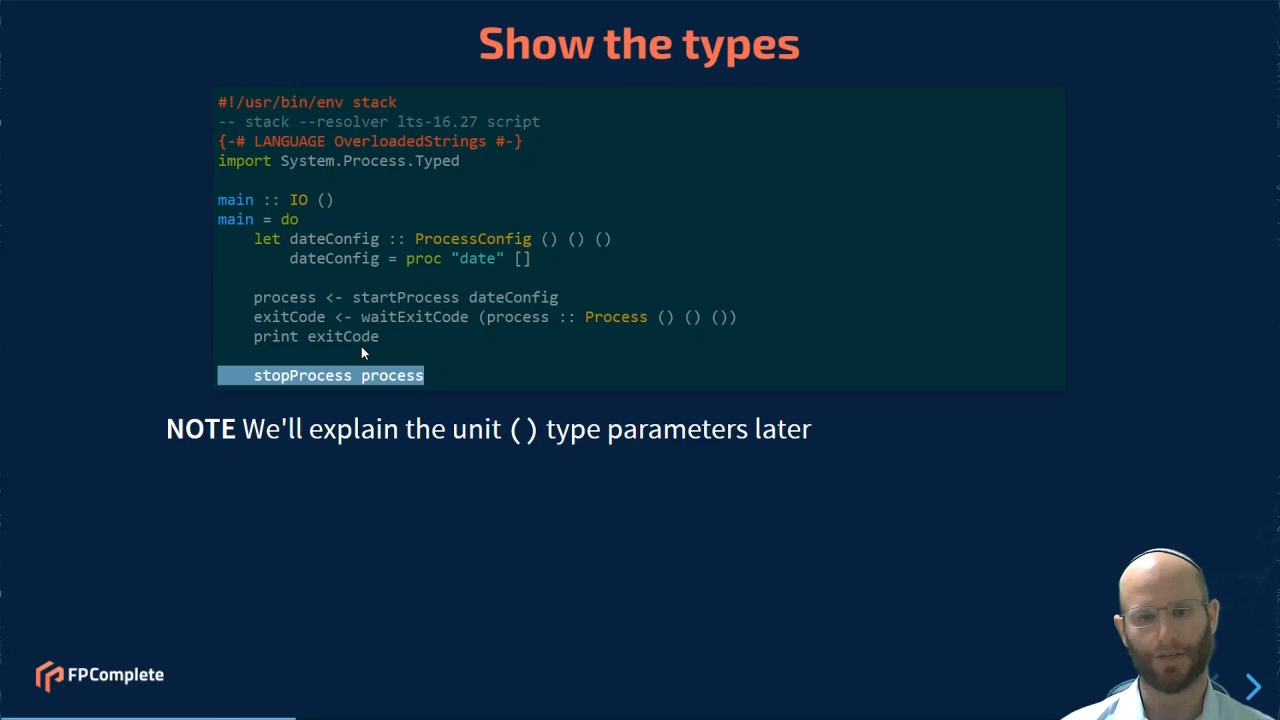 Show the types
#!/usr/bin/env stack
-- stack --resolver lts-16.27 script
{-# LANGUAGE OverloadedStrings #-}
import System.Process.Typed
main :: IO ()
main = do
    let dateConfig :: ProcessConfig () () ()
        dateConfig = proc "date" []
    process <- startProcess dateConfig
    exitCode <- waitExitCode (process :: Process () () ())
    print exitCode
    stopProcess process
NOTE We'll explain the unit () type parameters later
FPComplete